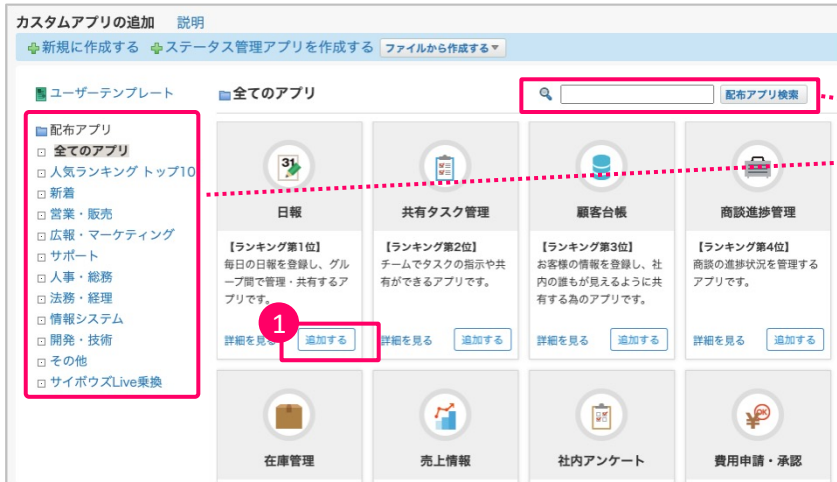 カスタムアプリの追加 説明
新規に作成する ステータス管理アプリを作成する ファイルから作成する▼
ユーザーテンプレート
全てのアプリ
配布アプリ検索
配布アプリ
全てのアプリ
人気ランキング トップ10
新着
営業・販売
広報・マーケティング
サポート
人事・総務
法務・経理
情報システム
開発・技術
その他
サイボウズLive乗換
31
日報
【ランキング第1位】
毎日の日報を登録し、グル
ープ間で管理・共有するア
プリです。
1
詳細を見る 追加する
共有タスク管理
【ランキング第2位】
チームでタスクの指示や共
有ができるアプリです。
詳細を見る 追加する
顧客台帳
【ランキング第3位】
お客様の情報を登録し、社
内の誰もが見えるように共
有する為のアプリです。
詳細を見る 追加する
商談進捗管理
【ランキング第4位】
商談の進捗状況を管理する
アプリです。
詳細を見る 追加する
在庫管理
売上情報
社内アンケート
OK
費用申請・承認